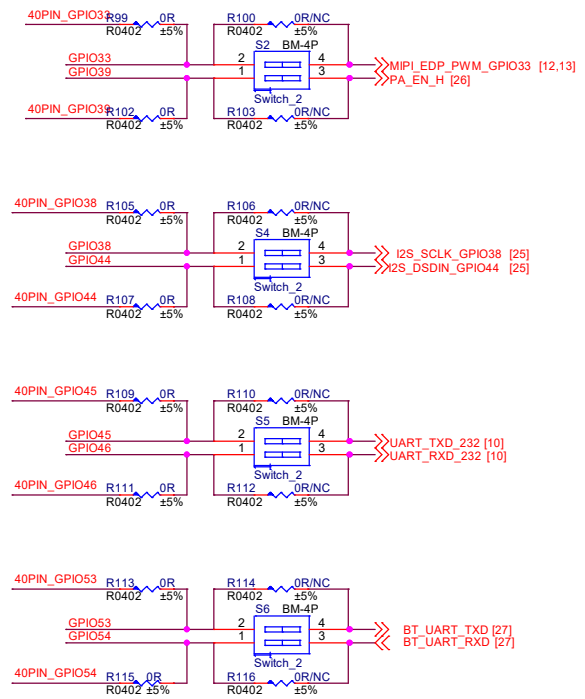 40PIN_GPIO33 R99 0R R100 0R/NC
R0402 ±5% R0402 ±5%
S2 BM-4P
GPIO33 2 4 MIPI_EDP_PWM_GPIO33 [12,13]
GPIO39 1 3 PA_EN_H [26]
Switch_2
40PIN_GPIO39 R102 0R R103 0R/NC
R0402 ±5% R0402 ±5%
40PIN_GPIO38 R105 0R R106 0R/NC
R0402 ±5% R0402 ±5%
S4 BM-4P
GPIO38 2 4 I2S_SCLK_GPIO38 [25]
GPIO44 1 3 I2S_DSDIN_GPIO44 [25]
Switch_2
40PIN_GPIO44 R107 0R R108 0R/NC
R0402 ±5% R0402 ±5%
40PIN_GPIO45 R109 0R R110 0R/NC
R0402 ±5% R0402 ±5%
S5 BM-4P
GPIO45 2 4 UART_TXD_232 [10]
GPIO46 1 3 UART_RXD_232 [10]
Switch_2
40PIN_GPIO46 R111 0R R112 0R/NC
R0402 ±5% R0402 ±5%
40PIN_GPIO53 R113 0R R114 0R/NC
R0402 ±5% R0402 ±5%
S6 BM-4P
GPIO53 2 4 BT_UART_TXD [27]
GPIO54 1 3 BT_UART_RXD [27]
Switch_2
40PIN_GPIO54 R115 0R R116 0R/NC
R0402 ±5% R0402 ±5%